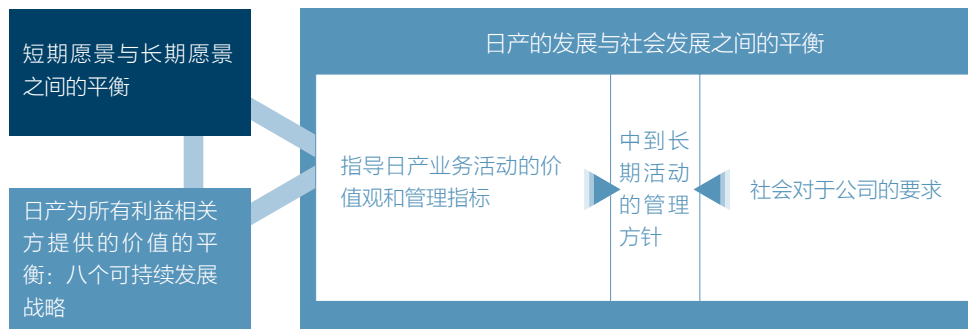 短期愿景与长期愿景
之间的平衡
日产为所有利益相关
方提供的价值的平
衡：八个可持续发展
战略
日产的发展与社会发展之间的平衡
指导日产业务活动的价
值观和管理指标
中到长
期活动
的管理
方针
社会对于公司的要求